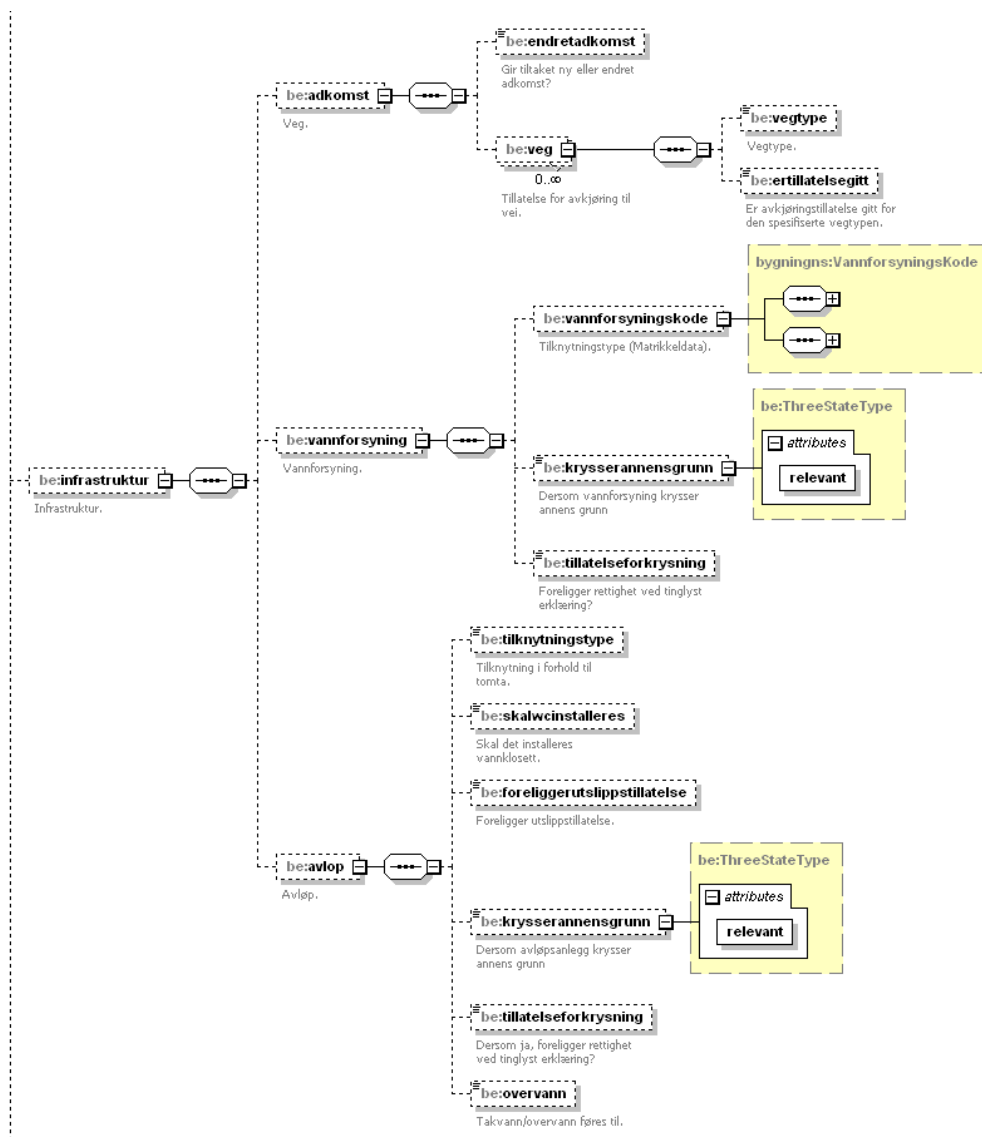 be:endretadkomst
Gir tiltaket ny eller endret
adkomst?
be:adkomst
Veg.
be:veg
0..∞
Tillatelse for avkjøring til
vei.
be:vegtype
Vegtype.
be:ertillatelsegitt
Er avkjøringstillatelse gitt for
den spesifiserte vegtypen.
bygningns:VannforsyningsKode
be:vannforsyningskode
Tilknytningstype (Matrikkeldata).
be:ThreeStateType
attributes
relevant
be:vannforsyning
Vannforsyning.
be:krysserannensgrunn
Dersom vannforsyning krysser
annens grunn
be:infrastruktur
Infrastruktur.
be:tillatelseforkrysning
Foreligger rettighet ved tinglyst
erklæring?
be:tilknytningstype
Tilknytning i forhold til
tomta.
be:skalwcinstalleres
Skal det installeres
vannklosett.
be:foreliggerutslippstillatelse
Foreligger utslippstillatelse.
be:avlop
Avløp.
be:ThreeStateType
attributes
relevant
be:krysserannensgrunn
Dersom avløpsanlegg krysser
annens grunn
be:tillatelseforkrysning
Dersom ja, foreligger rettighet
ved tinglyst erklæring?
be:overvann
Takvann/overvann føres til.